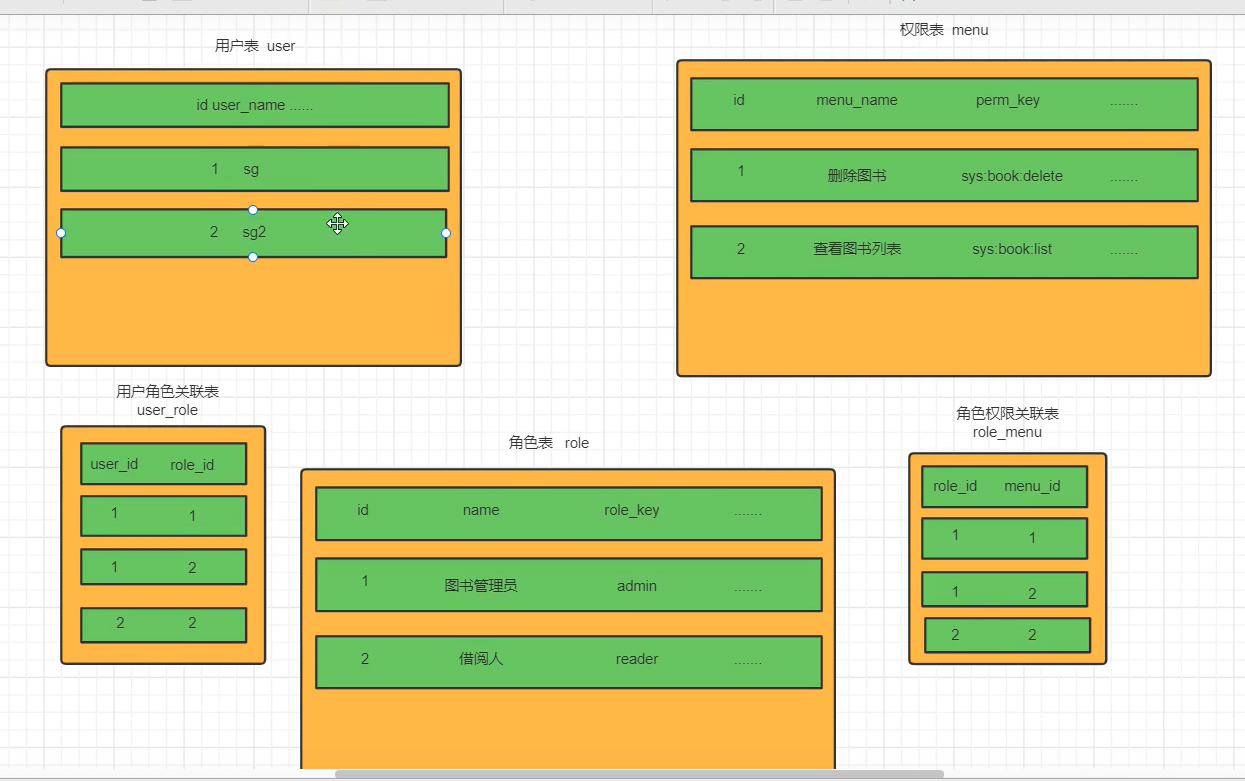 用户表 user
id user_name ......
1 sg
2 sg2
权限表 menu
id menu_name perm_key .......
1 删除图书 sys:book:delete .......
2 查看图书列表 sys:book:list .......
用户角色关联表
user_role
user_id role_id
1 1
1 2
2 2
角色表 role
id name role_key .......
1 图书管理员 admin .......
2 借阅人 reader .......
角色权限关联表
role_menu
role_id menu_id
1 1
1 2
2 2